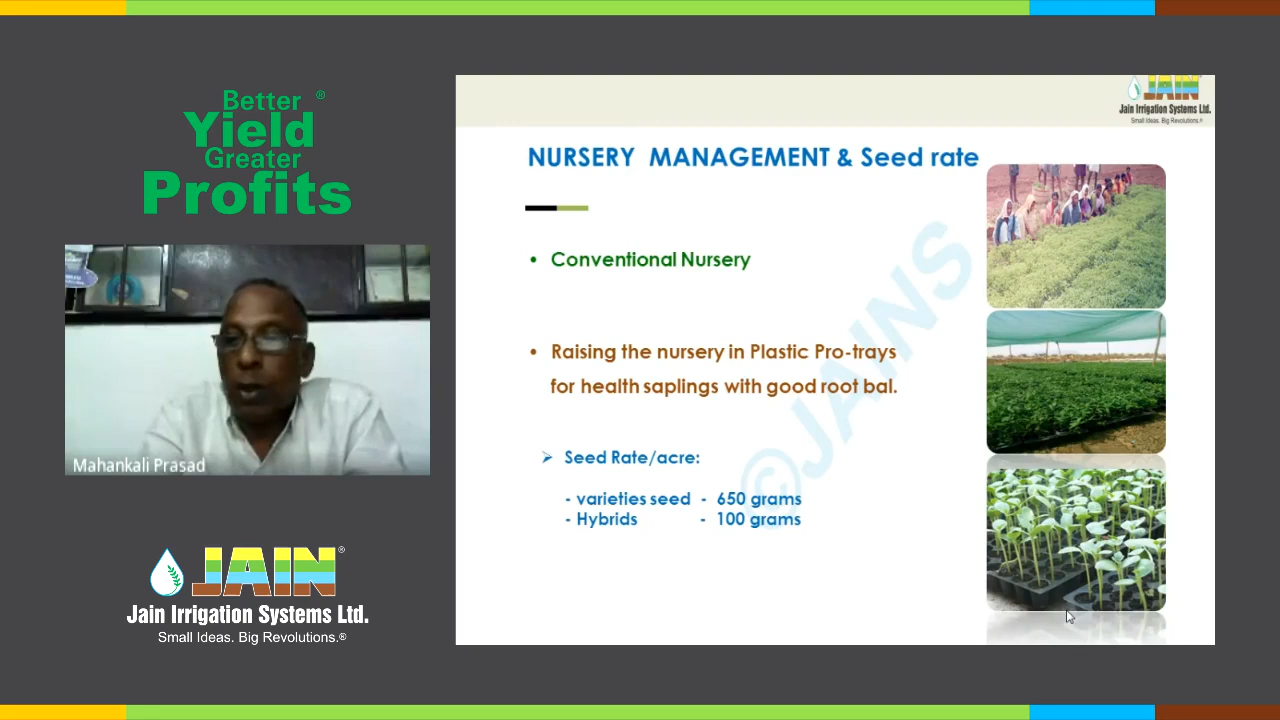 Better ®
Yield
Greater
Profits
Mahankali Prasad
JAIN®
Jain Irrigation Systems Ltd.
Small Ideas. Big Revolutions.®
JAIN
Jain Irrigation Systems Ltd.
Small Ideas. Big Revolutions.®
NURSERY MANAGEMENT & Seed rate
• Conventional Nursery
• Raising the nursery in Plastic Pro-trays
for health saplings with good root bal.
➢ Seed Rate/acre:
- varieties seed - 650 grams
- Hybrids - 100 grams
©JAINS